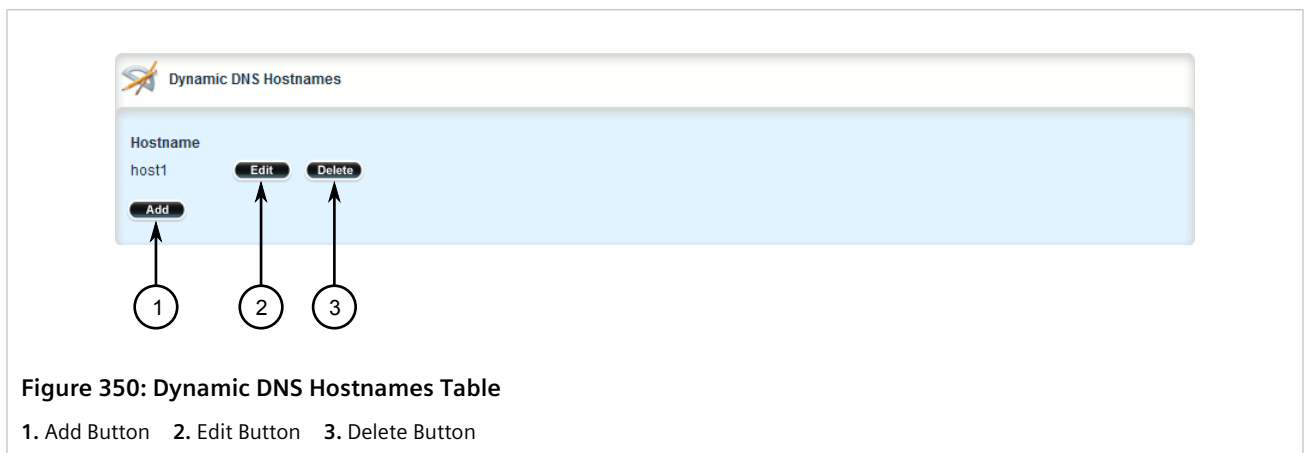 Dynamic DNS Hostnames
Hostname
host1 Edit Delete
Add
1 2 3
Figure 350: Dynamic DNS Hostnames Table
1. Add Button 2. Edit Button 3. Delete Button